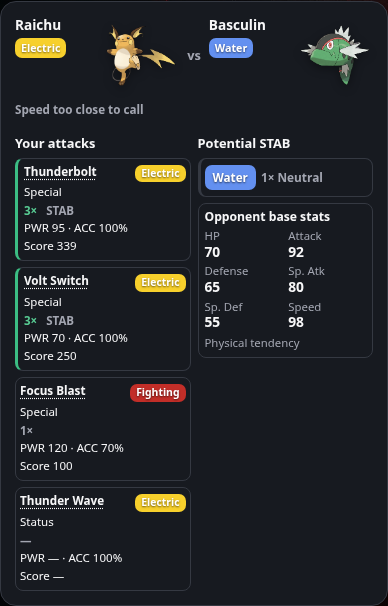 Raichu
Electric
vs
Basculin
Water
Speed too close to call
Your attacks
Thunderbolt
Electric
Special
3× STAB
PWR 95 · ACC 100%
Score 339
Volt Switch
Electric
Special
3× STAB
PWR 70 · ACC 100%
Score 250
Focus Blast
Fighting
Special
1×
PWR 120 · ACC 70%
Score 100
Thunder Wave
Electric
Status
—
PWR — · ACC 100%
Score —
Potential STAB
Water 1× Neutral
Opponent base stats
HP Attack
70 92
Defense Sp. Atk
65 80
Sp. Def Speed
55 98
Physical tendency